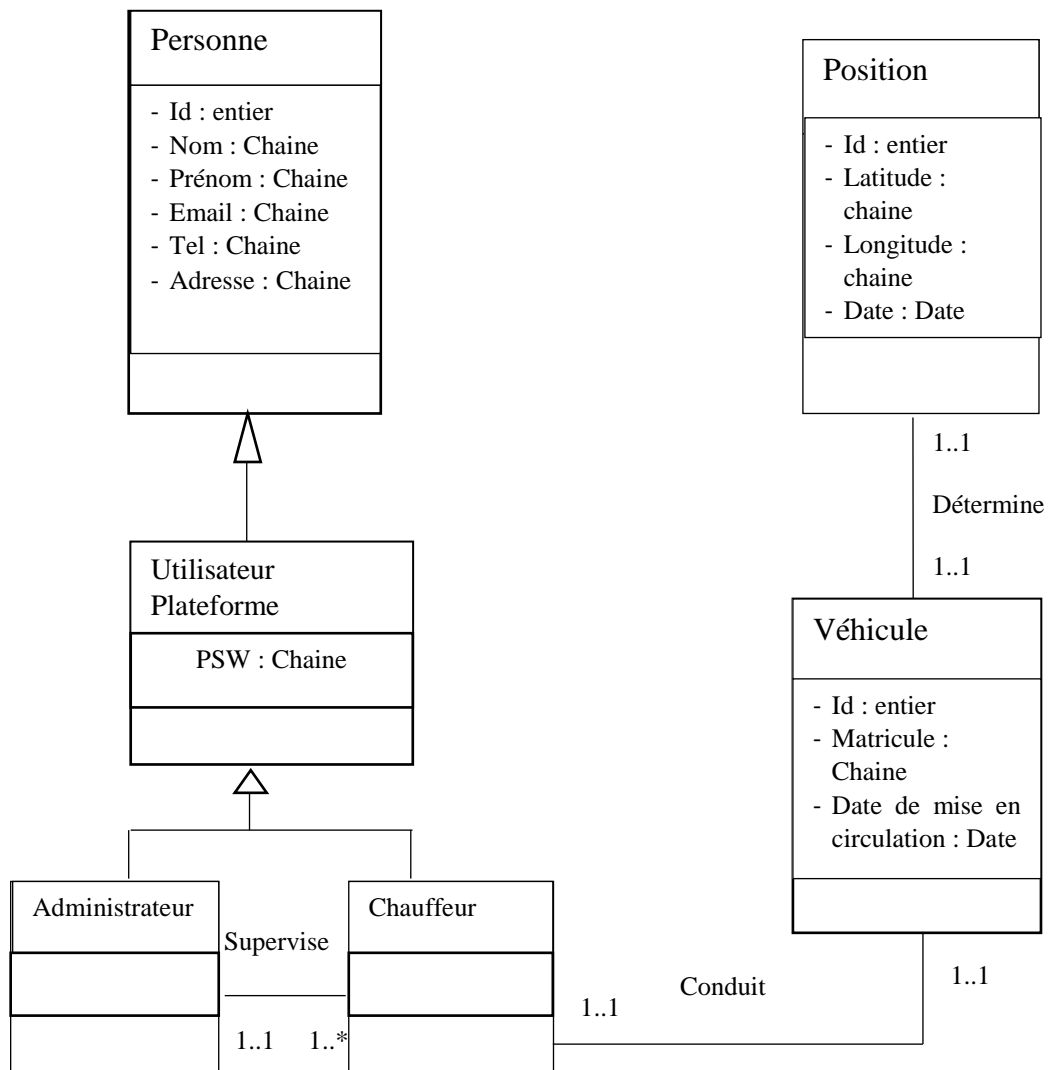 Personne
- Id : entier
- Nom : Chaine
- Prénom : Chaine
- Email : Chaine
- Tel : Chaine
- Adresse : Chaine
Position
- Id : entier
- Latitude :
chaine
- Longitude :
chaine
- Date : Date
1..1
Détermine
1..1
Utilisateur
Plateforme
PSW : Chaine
Véhicule
- Id : entier
- Matricule :
Chaine
- Date de mise en
circulation : Date
Administrateur
Supervise
1..1 1..*
Chauffeur
1..1
Conduit
1..1